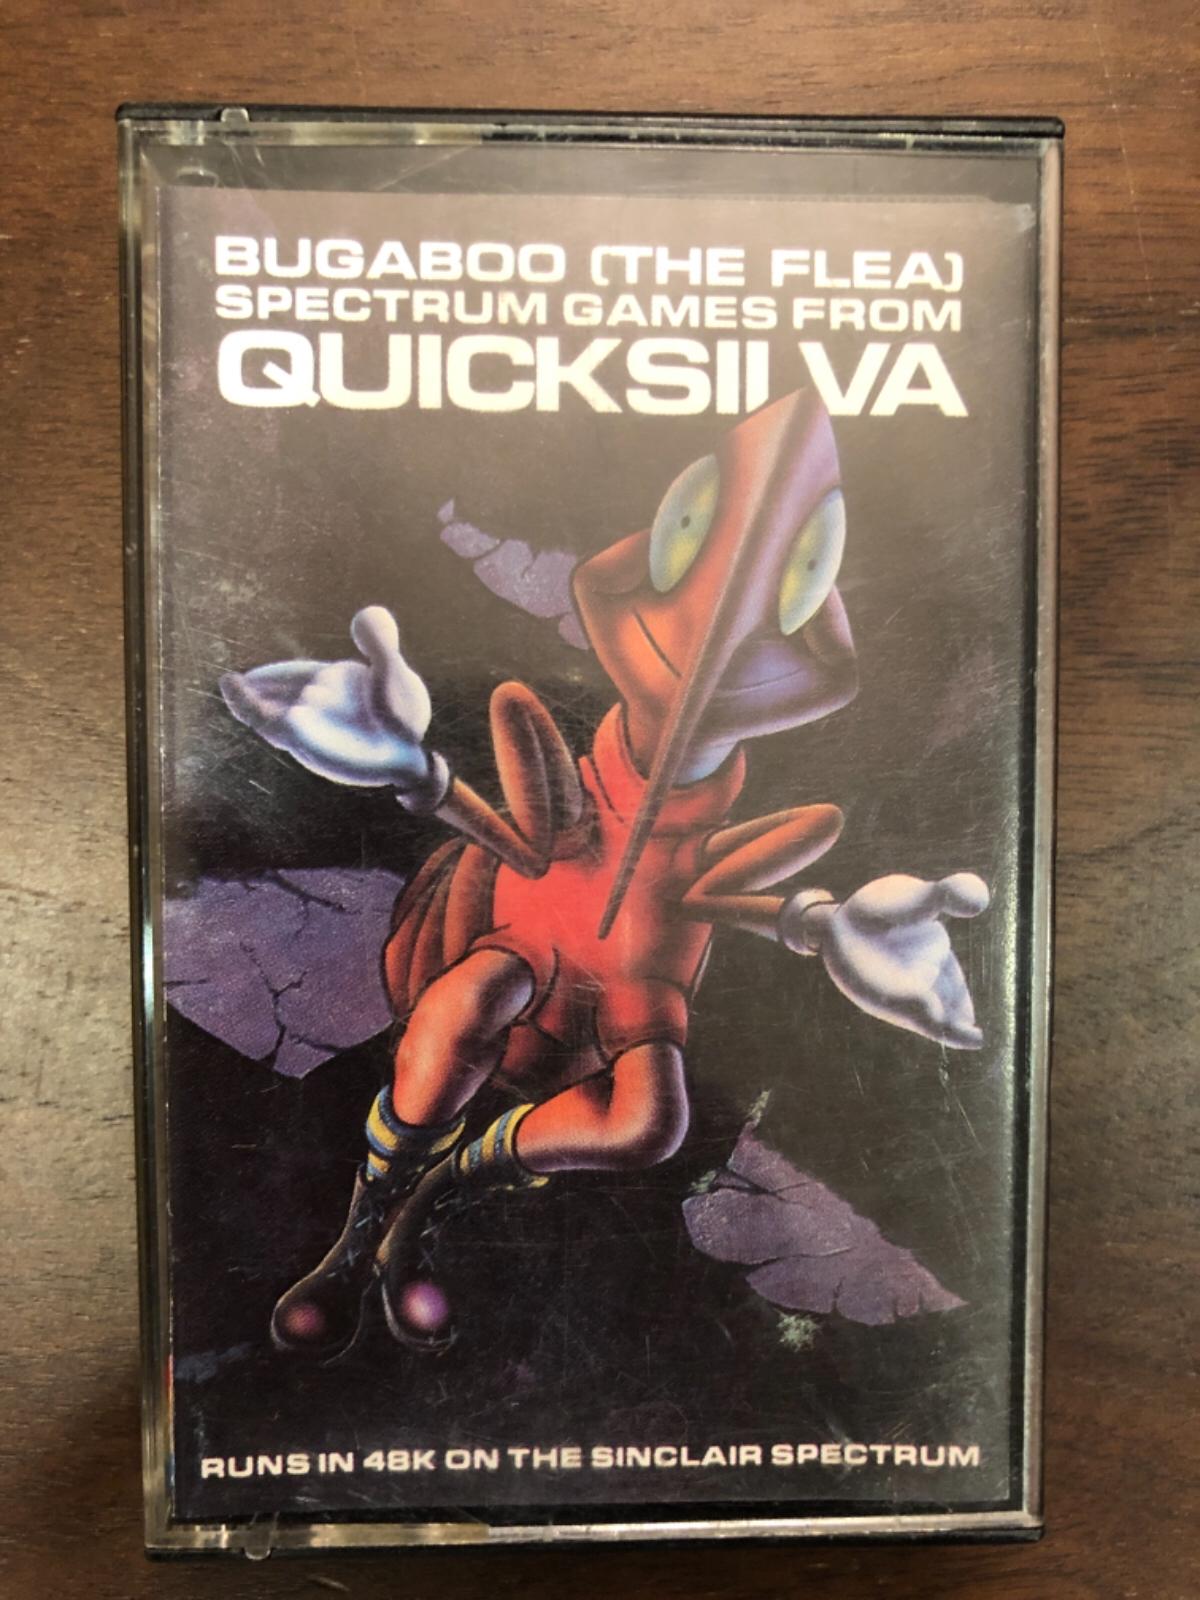 BUGABOO (THE FLEA)
SPECTRUM GAMES FROM
QUICKSILVA
RUNS IN 48K ON THE SINCLAIR SPECTRUM